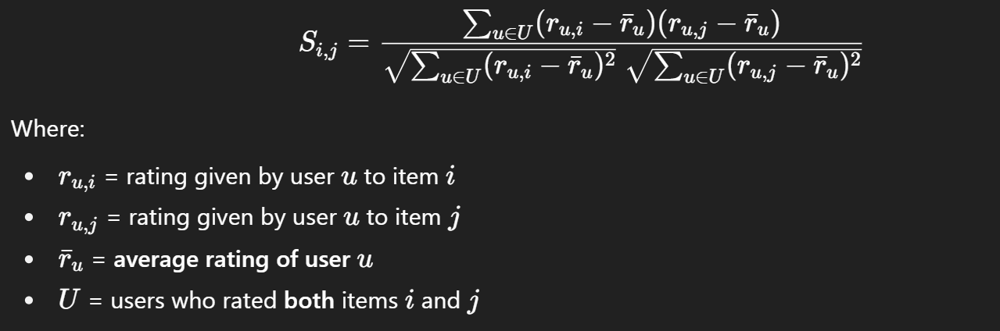 S_{i,j} = \frac{\sum_{u \in U} (r_{u,i} - \bar{r}_u)(r_{u,j} - \bar{r}_u)}{\sqrt{\sum_{u \in U} (r_{u,i} - \bar{r}_u)^2} \sqrt{\sum_{u \in U} (r_{u,j} - \bar{r}_u)^2}}
Where:
• r_{u,i} = rating given by user u to item i
• r_{u,j} = rating given by user u to item j
• \bar{r}_u = average rating of user u
• U = users who rated both items i and j